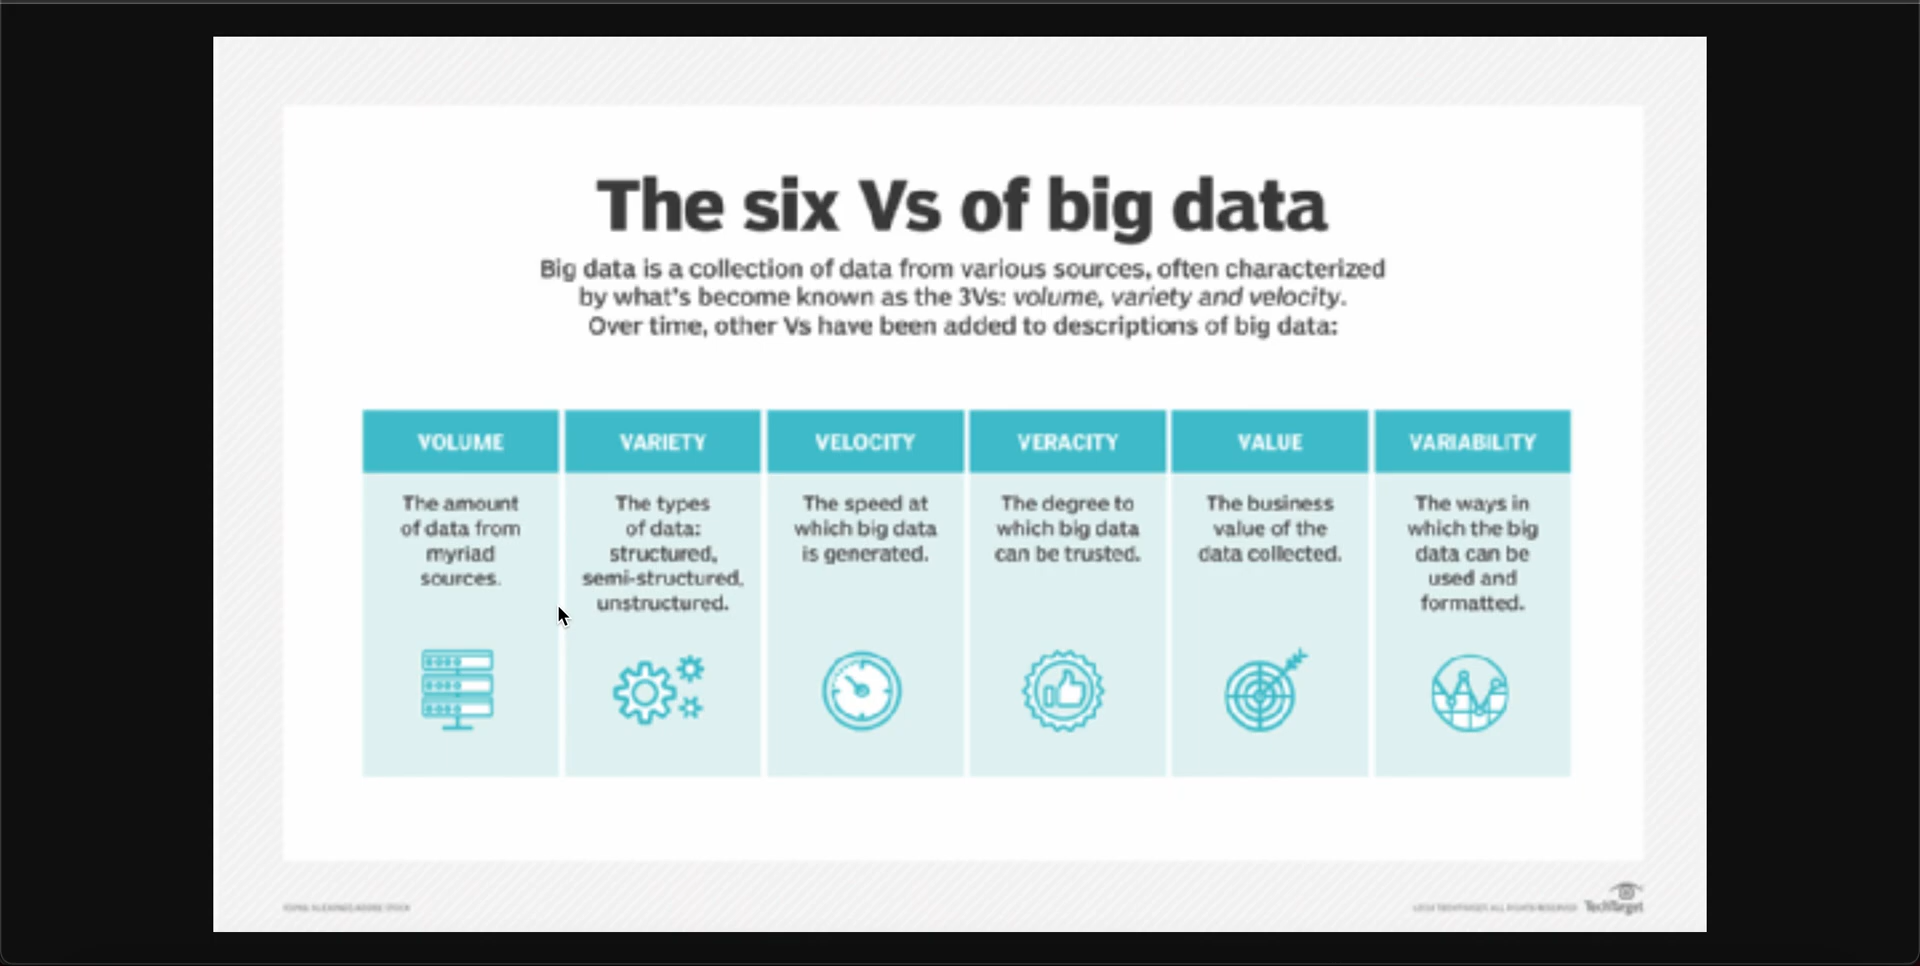 The six Vs of big data
Big data is a collection of data from various sources, often characterized
by what's become known as the 3Vs: volume, variety and velocity.
Over time, other Vs have been added to descriptions of big data:
VOLUME
The amount
of data from
myriad
sources.
VARIETY
The types
of data:
structured,
semi-structured,
unstructured.
VELOCITY
The speed at
which big data
is generated.
VERACITY
The degree to
which big data
can be trusted.
VALUE
The business
value of the
data collected.
VARIABILITY
The ways in
which the big
data can be
used and
formatted.
TECHTARGET. ALL RIGHTS RESERVED
TechTarget